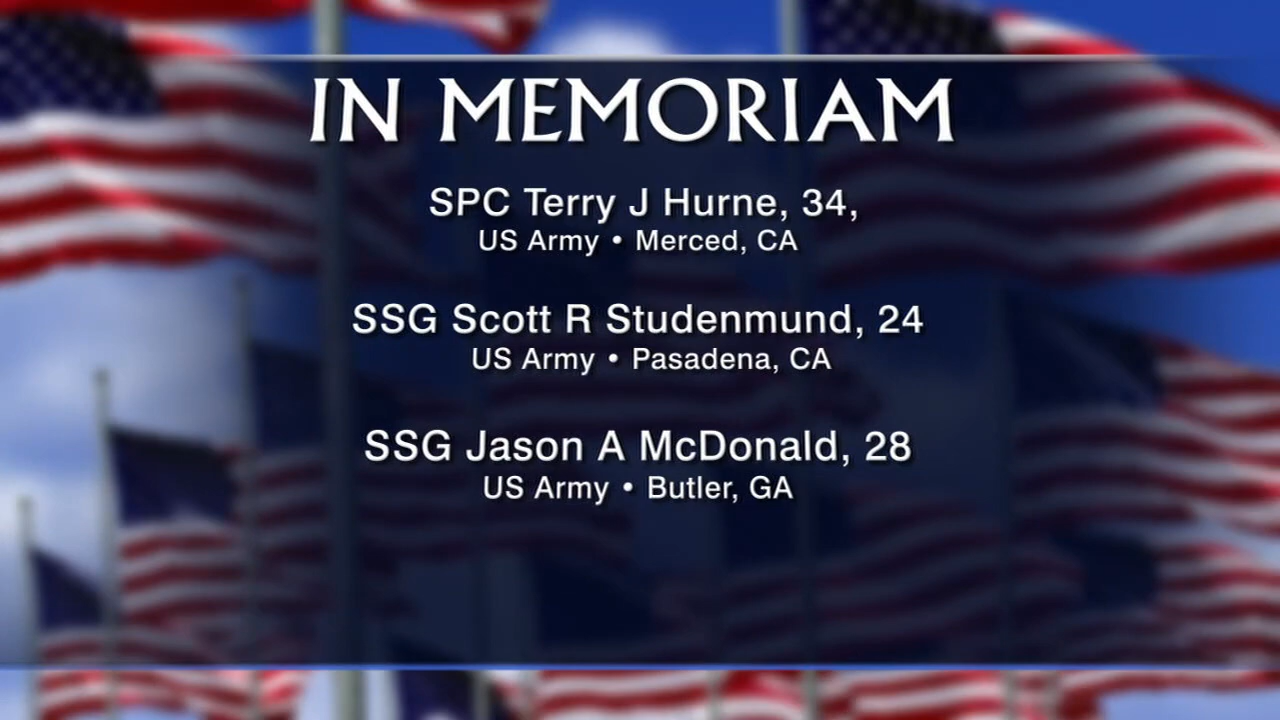 IN MEMORIAM
SPC Terry J Hurne, 34,
US Army • Merced, CA
SSG Scott R Studenmund, 24
US Army • Pasadena, CA
SSG Jason A McDonald, 28
US Army • Butler, GA